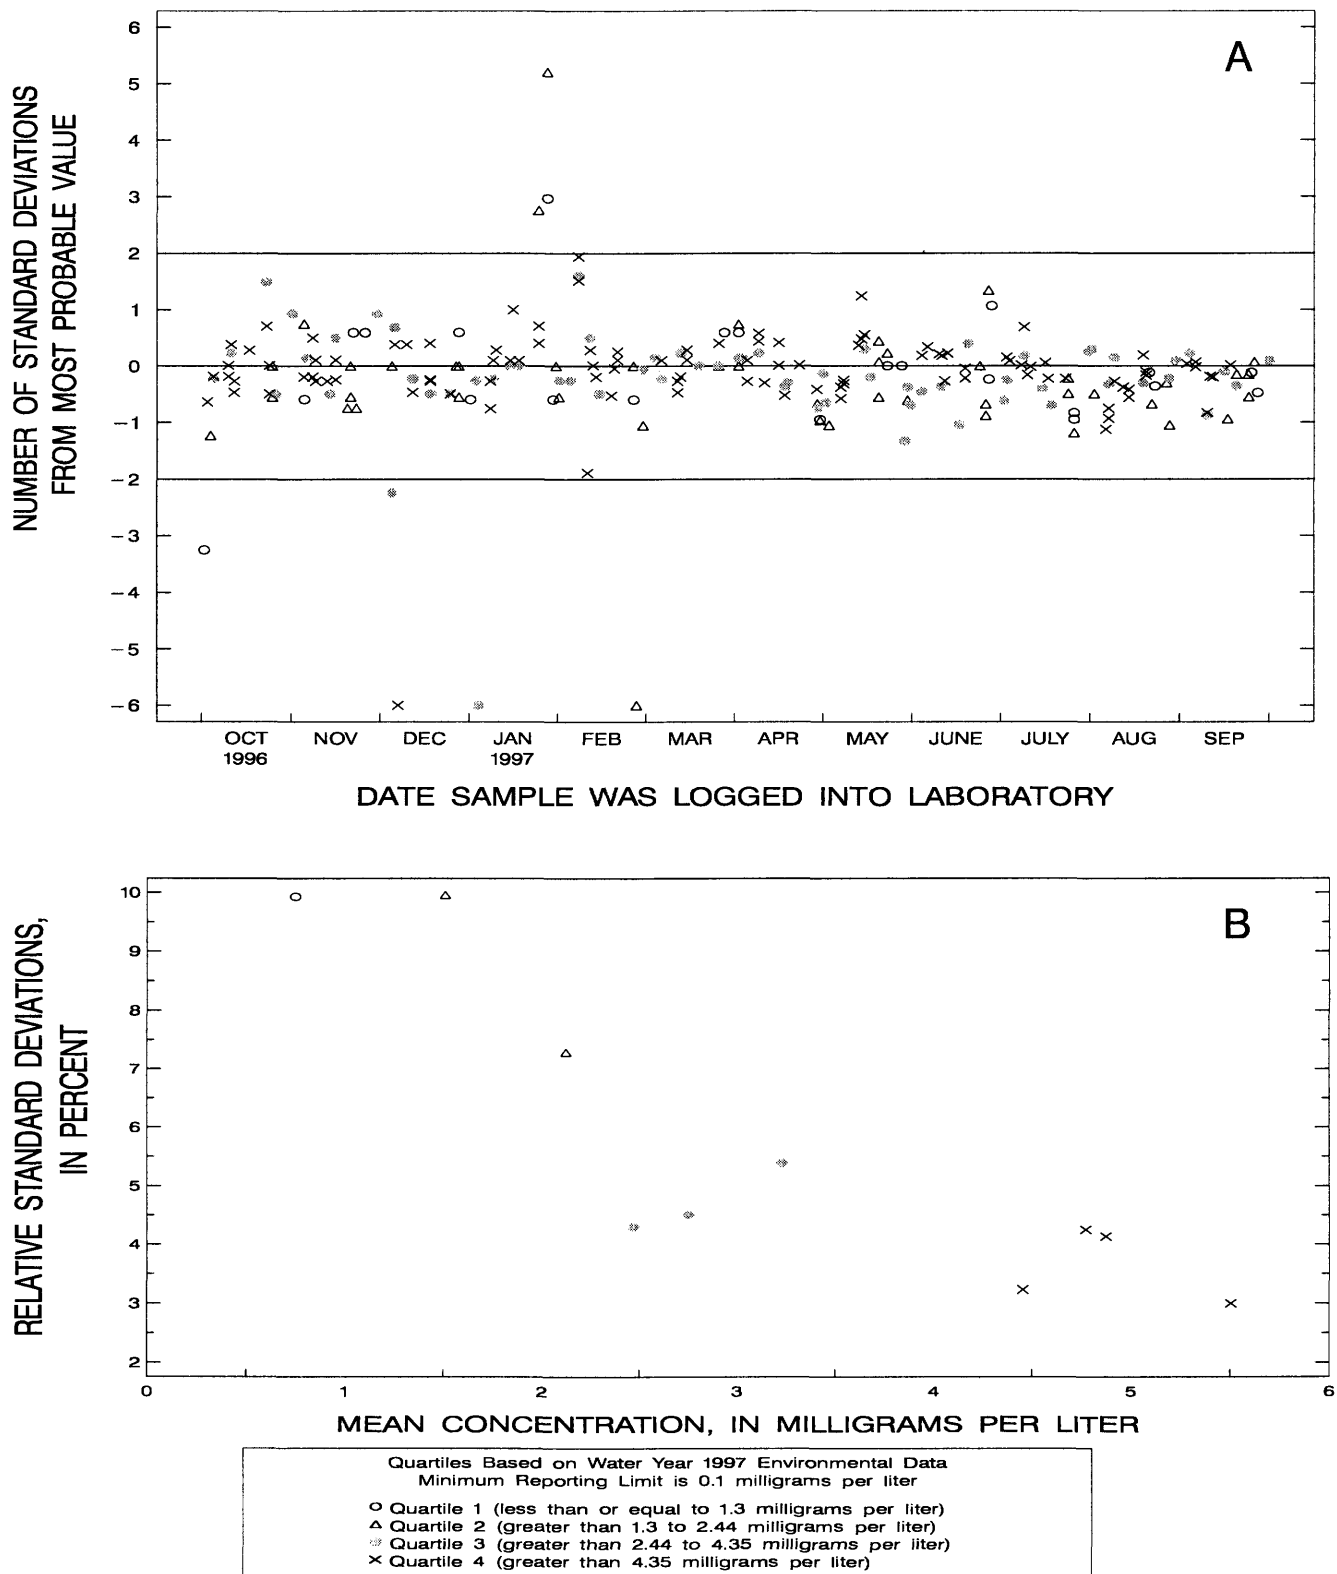 A
NUMBER OF STANDARD DEVIATIONS
FROM MOST PROBABLE VALUE
6
5
4
3
2
1
0
−1
−2
−3
−4
−5
−6
OCT NOV DEC JAN FEB MAR APR MAY JUNE JULY AUG SEP
1996 1997
DATE SAMPLE WAS LOGGED INTO LABORATORY
B
RELATIVE STANDARD DEVIATIONS,
IN PERCENT
10
9
8
7
6
5
4
3
2
0 1 2 3 4 5 6
MEAN CONCENTRATION, IN MILLIGRAMS PER LITER
Quartiles Based on Water Year 1997 Environmental Data
Minimum Reporting Limit is 0.1 milligrams per liter
Quartile 1 (less than or equal to 1.3 milligrams per liter)
Quartile 2 (greater than 1.3 to 2.44 milligrams per liter)
Quartile 3 (greater than 2.44 to 4.35 milligrams per liter)
Quartile 4 (greater than 4.35 milligrams per liter)